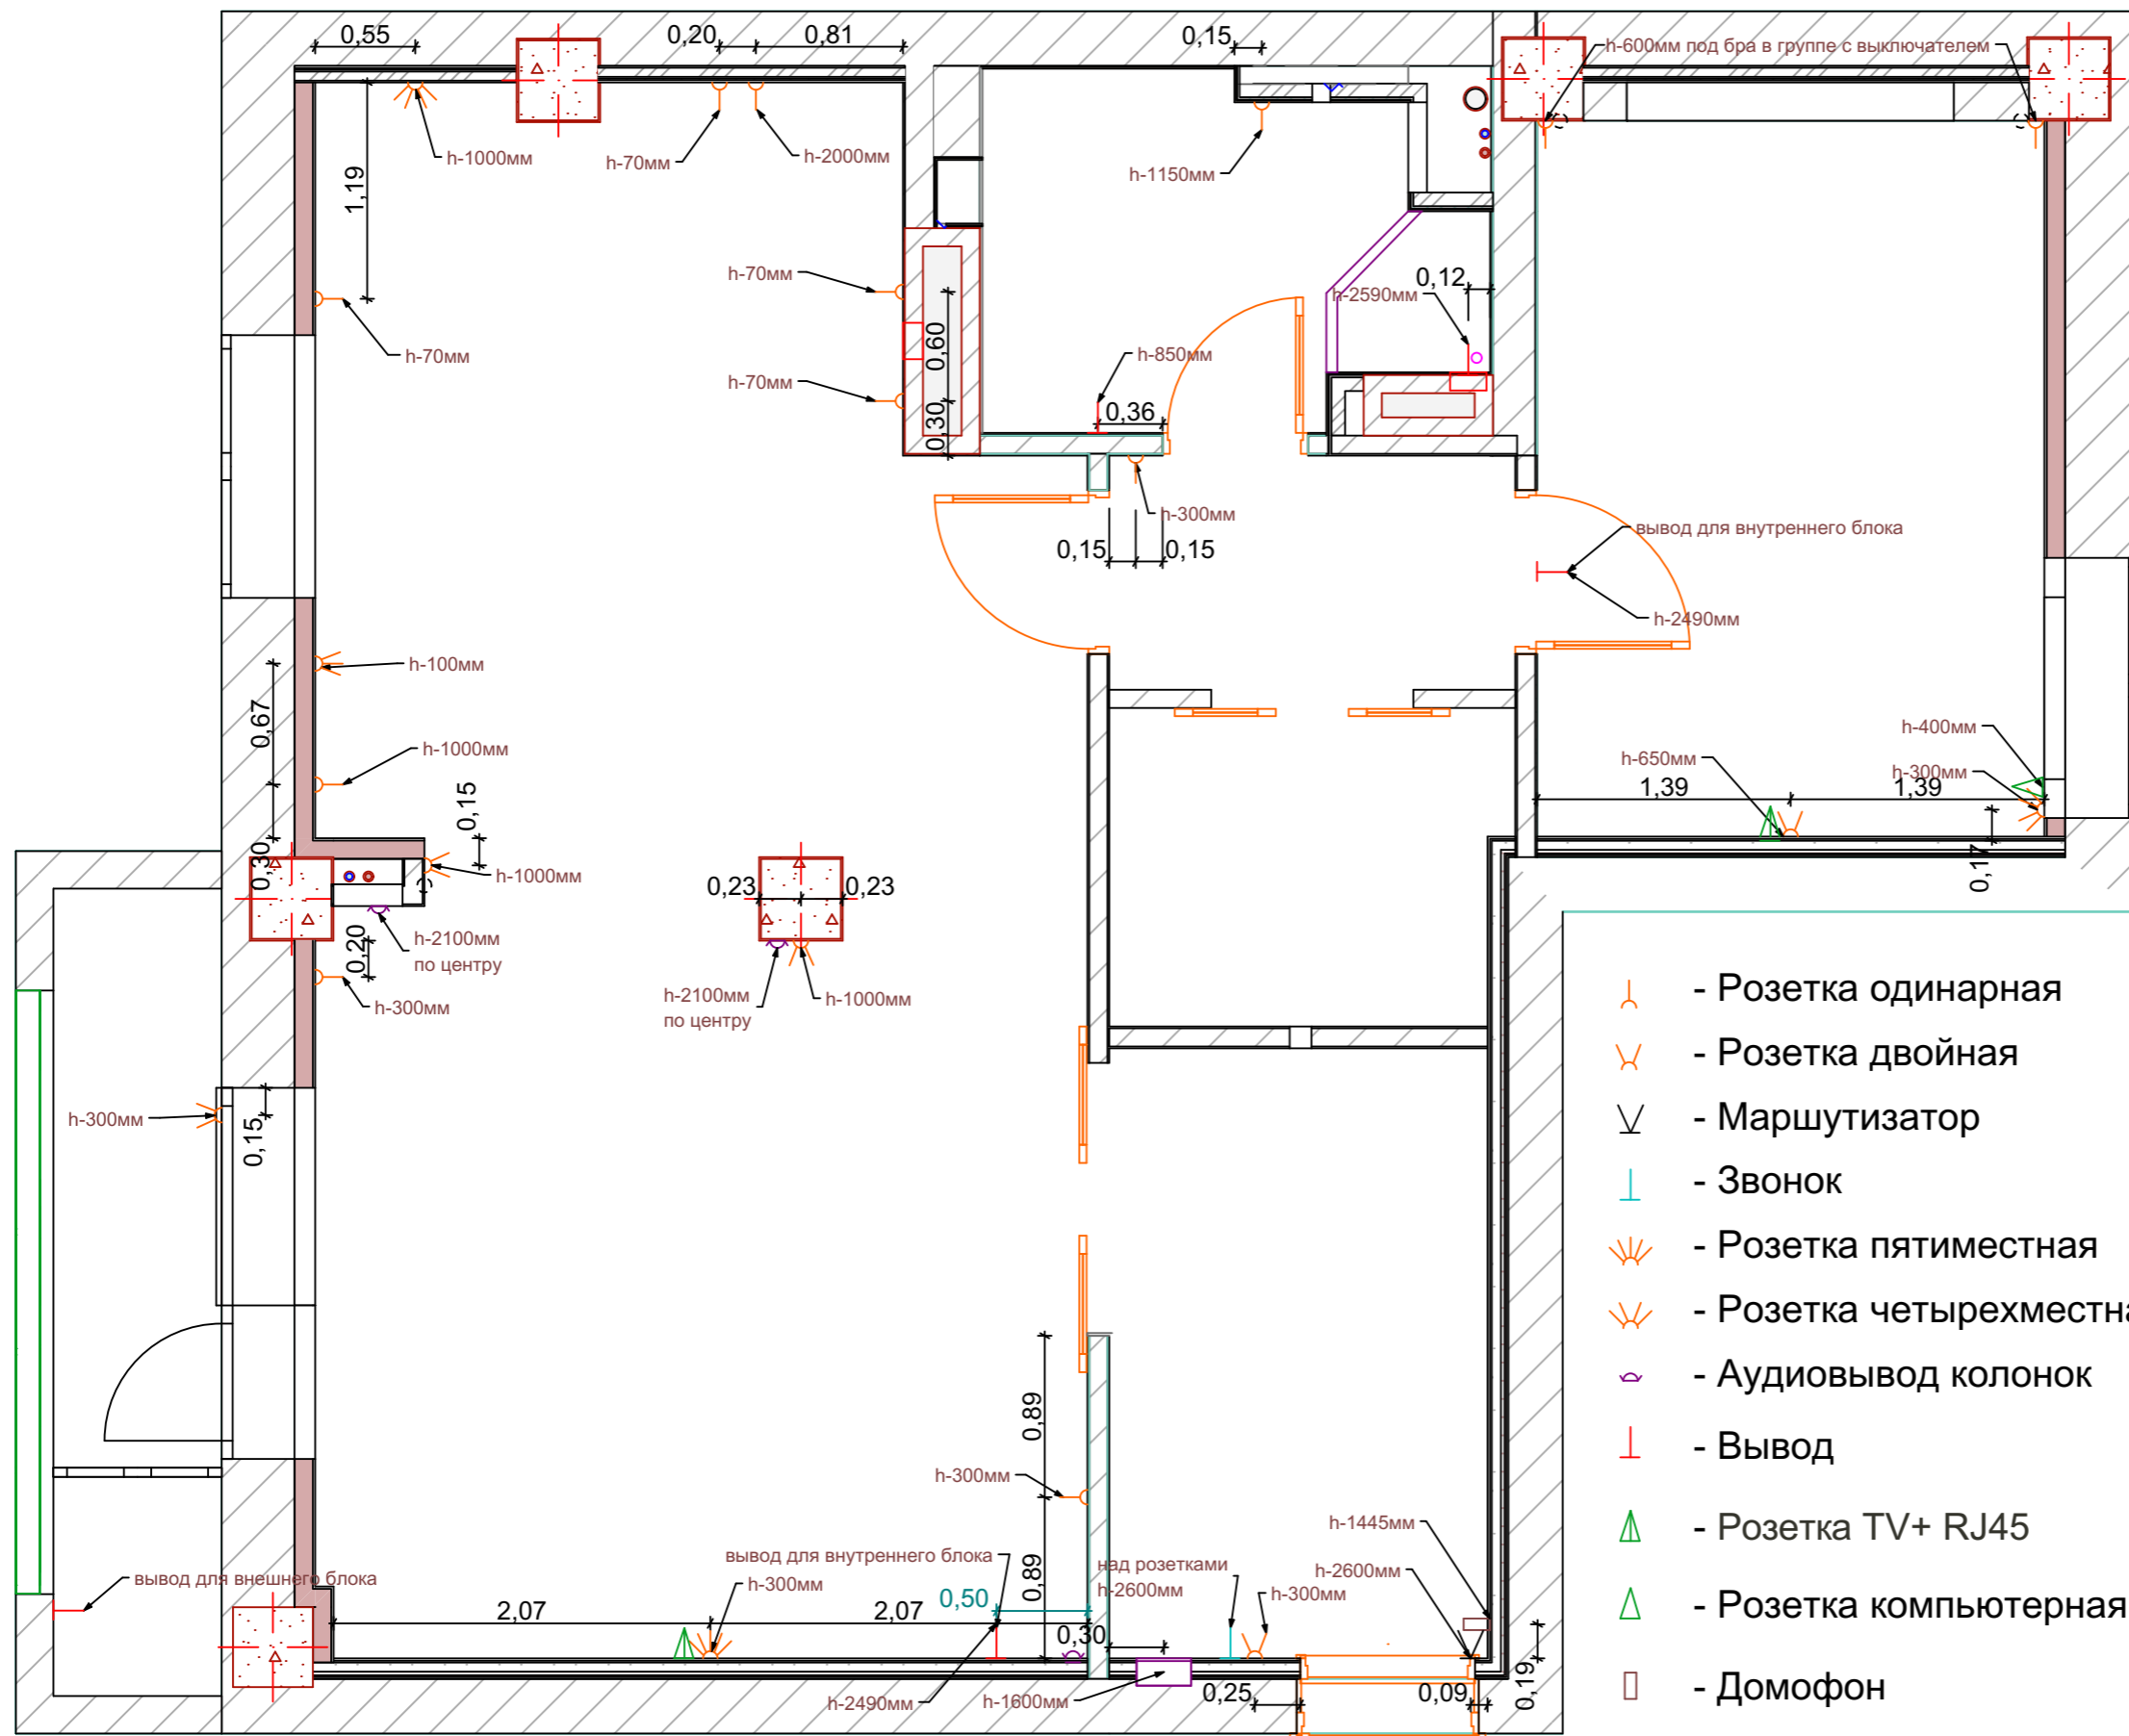 0,55
0,20
0,81
0,15
h-600мм под бра в группе с выключателем
h-1000мм
h-70мм
h-2000мм
h-1150мм
1,19
h-70мм
h-70мм
h-70мм
0,60
0,30
0,12
h-2590мм
h-850мм
0,36
h-300мм
0,15
0,15
вывод для внутреннего блока
h-2490мм
h-100мм
0,67
h-1000мм
0,15
0,30
h-1000мм
h-2100мм
по центру
0,20
h-300мм
0,23
0,23
h-2100мм
по центру
h-1000мм
h-400мм
h-650мм
h-300мм
1,39
1,39
0,17
h-300мм
0,15
0,89
h-300мм
0,89
h-1445мм
вывод для внутреннего блока
h-300мм
над розетками
h-2600мм
h-2600мм
h-300мм
вывод для внешнего блока
0,50
2,07
2,07
0,30
h-2490мм
h-1600мм
0,25
0,09
0,19
- Розетка одинарная
- Розетка двойная
- Маршутизатор
- Звонок
- Розетка пятиместная
- Розетка четырехместна
- Аудиовывод колонок
- Вывод
- Розетка TV+ RJ45
- Розетка компьютерная
- Домофон